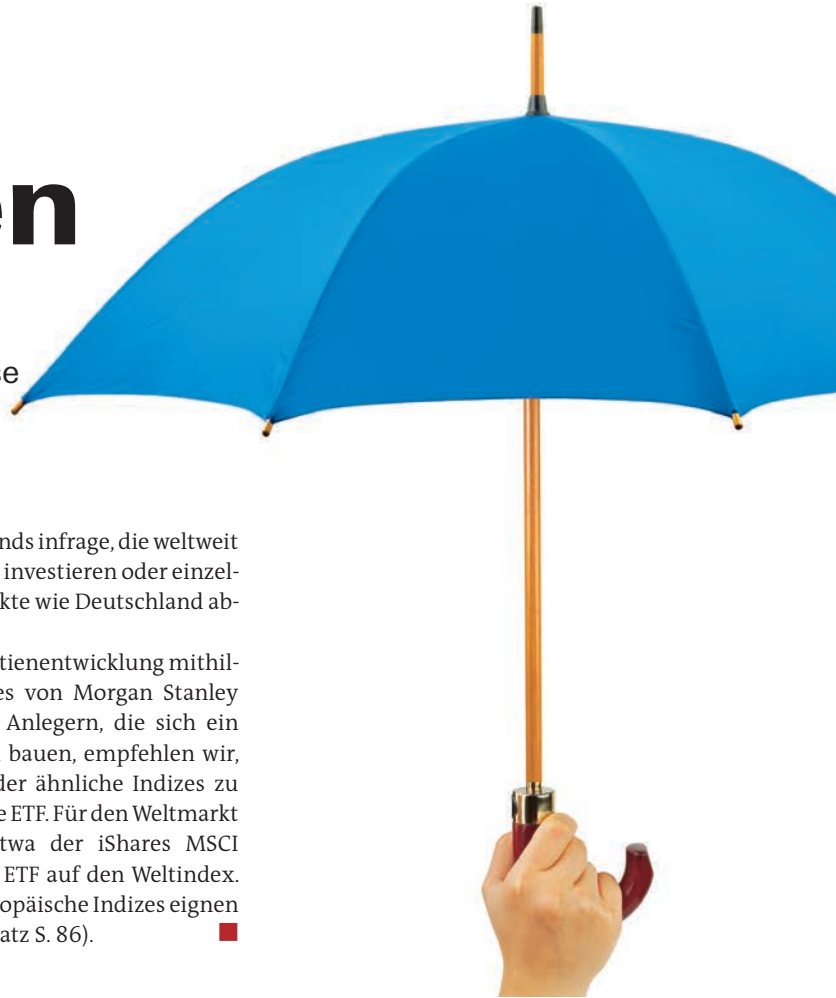 en
se
nds infrage, die weltweit
investieren oder einzel-
kte wie Deutschland ab-
tienentwicklung mithil-
es von Morgan Stanley
Anlegern, die sich ein
bauen, empfehlen wir,
der ähnliche Indizes zu
e ETF. Für den Weltmarkt
twa der iShares MSCI
ETF auf den Weltindex.
opäische Indizes eignen
atz S. 86).